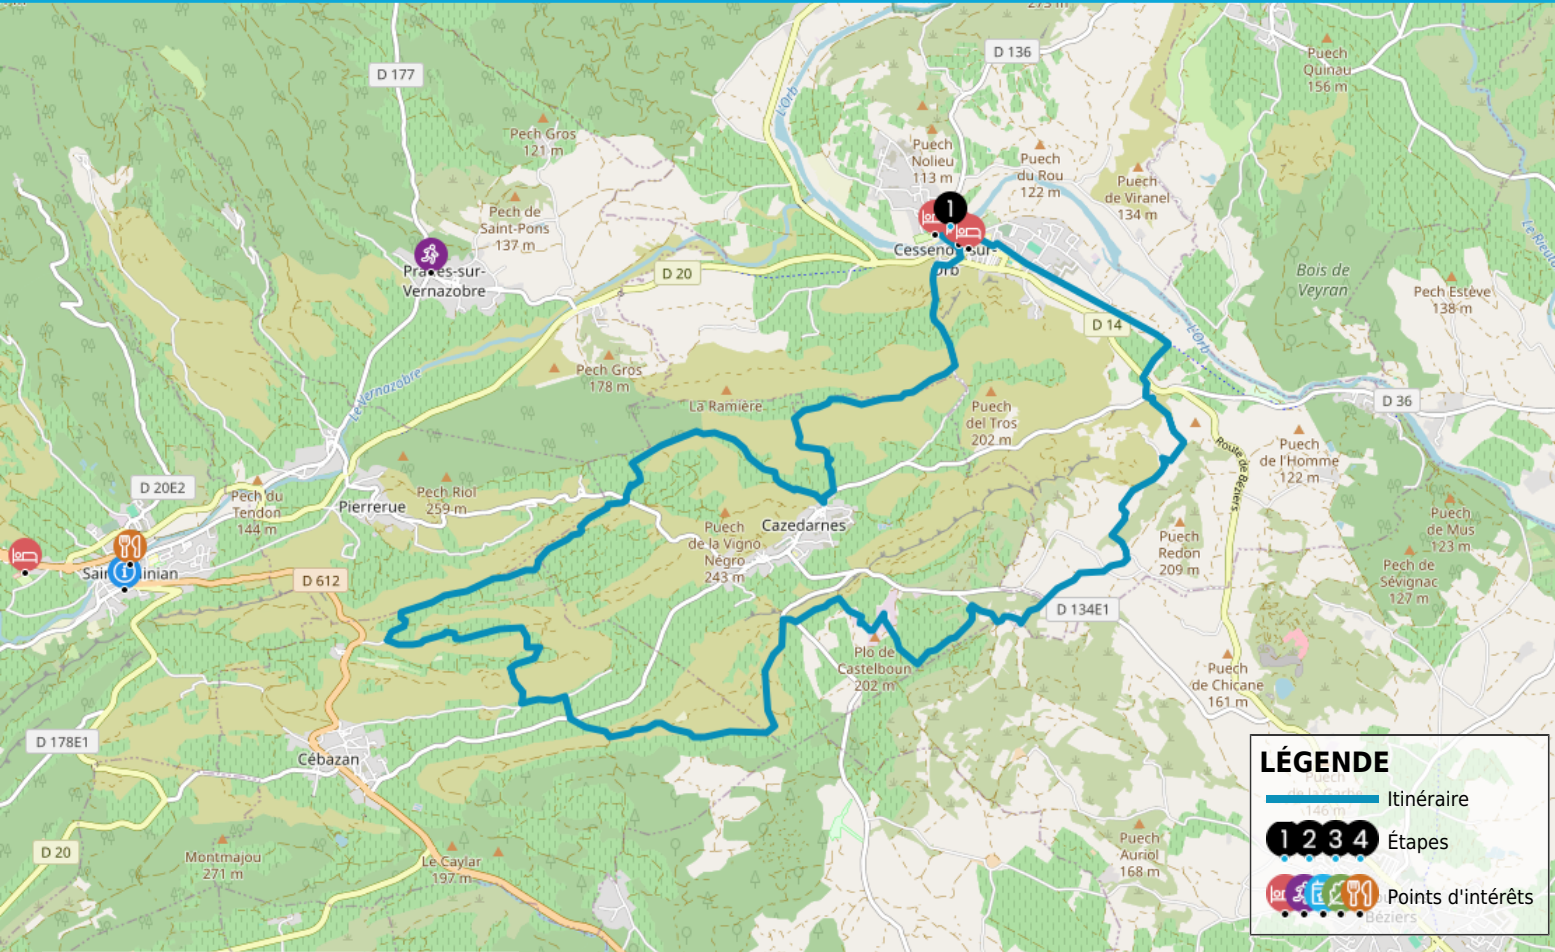 D 136
Puech
Quinau
156 m
D 177
L'Orb
Pech Gros
121 m
Puech
Nolieu
113 m
Puech
du Rou
122 m
Puech
de Viranel
134 m
1
Pech de
Saint-Pons
137 m
D 20
Vernazobre
Orb
Bois de
Veyran
Pech Estève
138 m
D 14
L'Orb
Le Vernazobre
Pech Gros
178 m
La Ramière
Puech
del Tros
202 m
D 36
Route de Béziers
Puech
de l'Homme
122 m
D 20E2
Pech du
Tendon
144 m
Pierrerue
Pech Riol
259 m
Puech
de la Vigno
Négro
243 m
Cazedarnes
Puech
Redon
209 m
Puech
de Mus
123 m
Pech de
Sévignac
127 m
D 612
D 134E1
Plo de
Castelboun
202 m
Puech
de Chicane
161 m
D 178E1
Cébazan
D 20
Montmajou
271 m
Le Caylar
197 m
Puech
Auriol
168 m
LÉGENDE
Itinéraire
1 2 3 4 Étapes
Points d'intérêts
Béziers